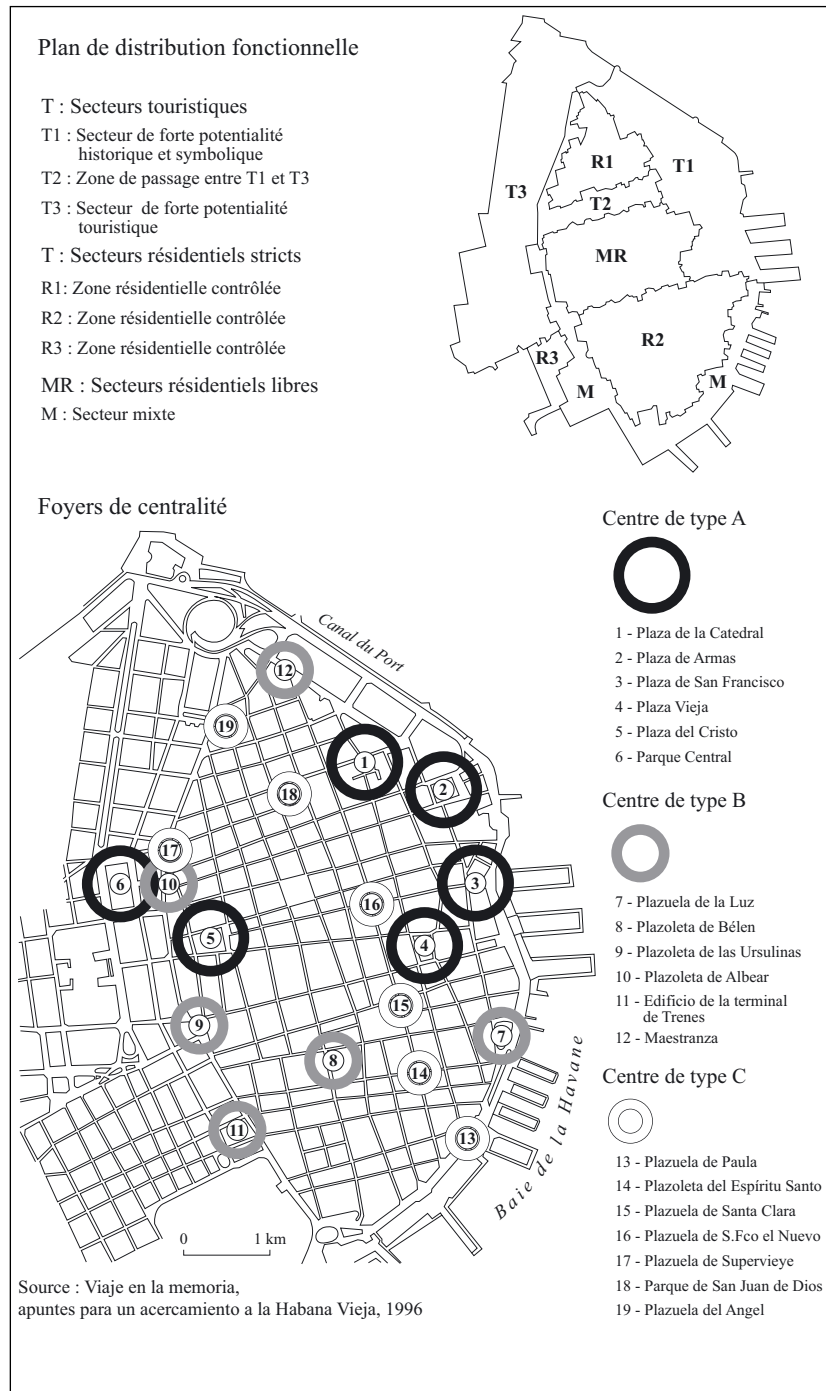 Plan de distribution fonctionnelle
T : Secteurs touristiques
T1 : Secteur de forte potentialité
historique et symbolique
T2 : Zone de passage entre T1 et T3
T3 : Secteur de forte potentialité
touristique
T : Secteurs résidentiels stricts
R1: Zone résidentielle contrôlée
R2 : Zone résidentielle contrôlée
R3 : Zone résidentielle contrôlée
MR : Secteurs résidentiels libres
M : Secteur mixte
R1
T1
T3
T2
MR
R2
R3
M
M
Foyers de centralité
Canal du Port
12
19
1
2
18
17
6
10
3
16
5
4
15
9
7
8
14
11
13
Baie de la Havane
0 1 km
Centre de type A
1 - Plaza de la Catedral
2 - Plaza de Armas
3 - Plaza de San Francisco
4 - Plaza Vieja
5 - Plaza del Cristo
6 - Parque Central
Centre de type B
7 - Plazuela de la Luz
8 - Plazoleta de Bélen
9 - Plazoleta de las Ursulinas
10 - Plazoleta de Albear
11 - Edificio de la terminal
de Trenes
12 - Maestranza
Centre de type C
13 - Plazuela de Paula
14 - Plazoleta del Espíritu Santo
15 - Plazuela de Santa Clara
16 - Plazuela de S.Fco el Nuevo
17 - Plazuela de Supervieye
18 - Parque de San Juan de Dios
19 - Plazuela del Angel
Source : Viaje en la memoria,
apuntes para un acercamiento a la Habana Vieja, 1996